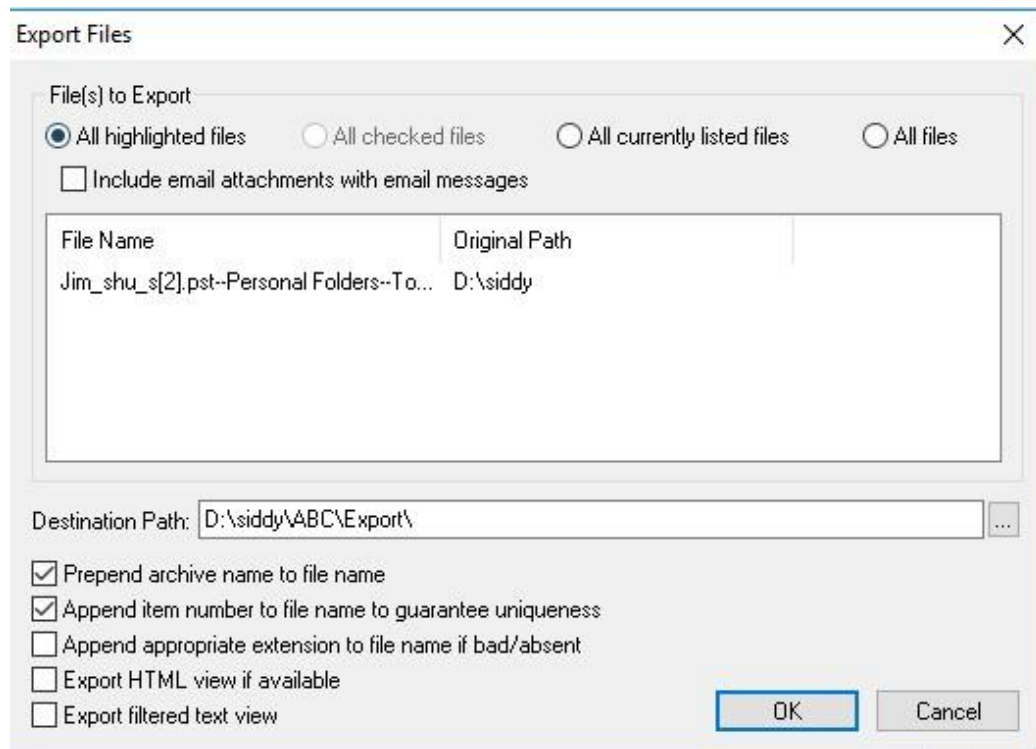 Export Files
File(s) to Export
All highlighted files All checked files All currently listed files All files
Include email attachments with email messages
File Name Original Path
Jim_shu_s[2].pst--Personal Folders--To... D:\siddy
Destination Path: D:\siddy\ABC\Export\ ...
Prepend archive name to file name
Append item number to file name to guarantee uniqueness
Append appropriate extension to file name if bad/absent
Export HTML view if available
Export filtered text view
OK Cancel